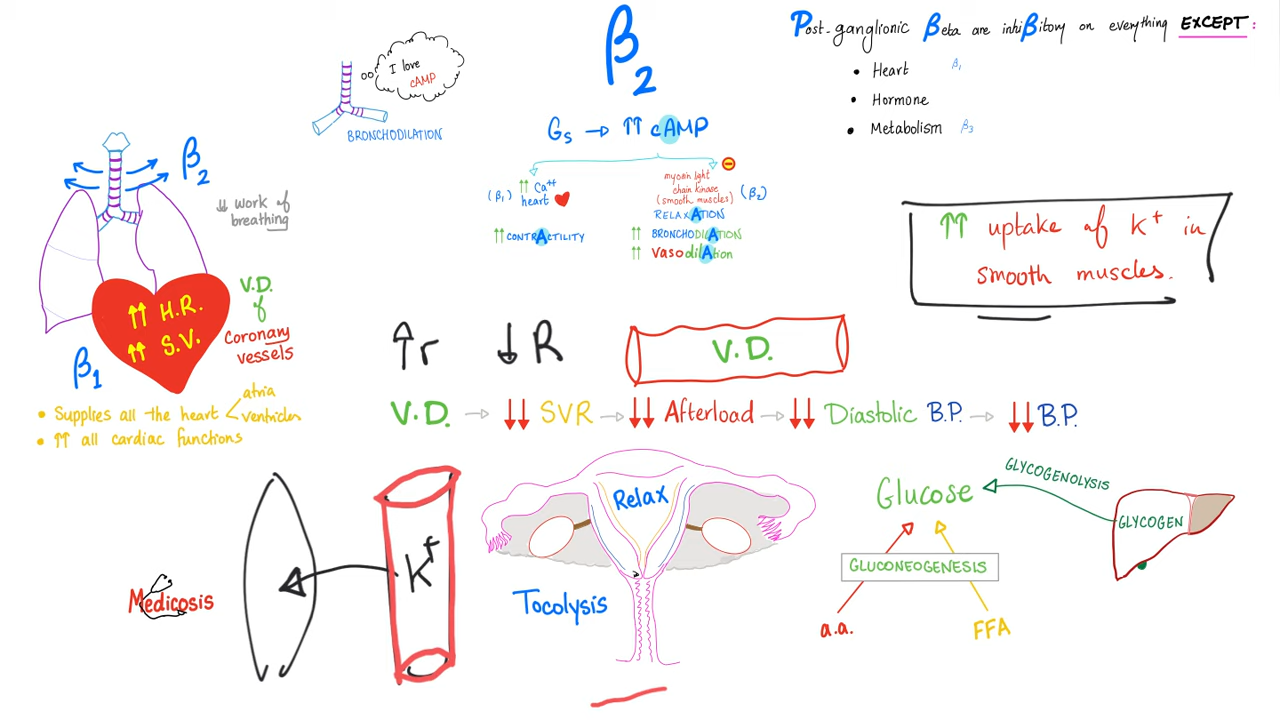 β2
Post-ganglionic Beta are inhiBitory on everything EXCEPT:
• Heart β1
• Hormone
• Metabolism β3
I love
cAMP
BRONCHODILATION
Gs → ↑↑ cAMP
(β1) ↑↑ Ca++
heart
↑↑ CONTRACTILITY
myosin light
chain kinase
(smooth muscles) (β2)
RELAXATION
↑↑ BRONCHODILATION
↑↑ Vasodilation
β2
↓↓ work of
breathing
↑↑ H.R.
↑↑ S.V.
β1
V.D.
of
Coronary
vessels
• Supplies all the heart < atria
ventricles
• ↑↑ all cardiac functions
↑↑ uptake of K+ in
smooth muscles.
↑r ↓R
V.D.
V.D. → ↓↓ SVR → ↓↓ Afterload → ↓↓ Diastolic B.P. → ↓↓ B.P.
Medicosis
K+
Relax
Tocolysis
Glucose
GLYCOGENOLYSIS
GLYCOGEN
GLUCONEOGENESIS
a.a.
FFA